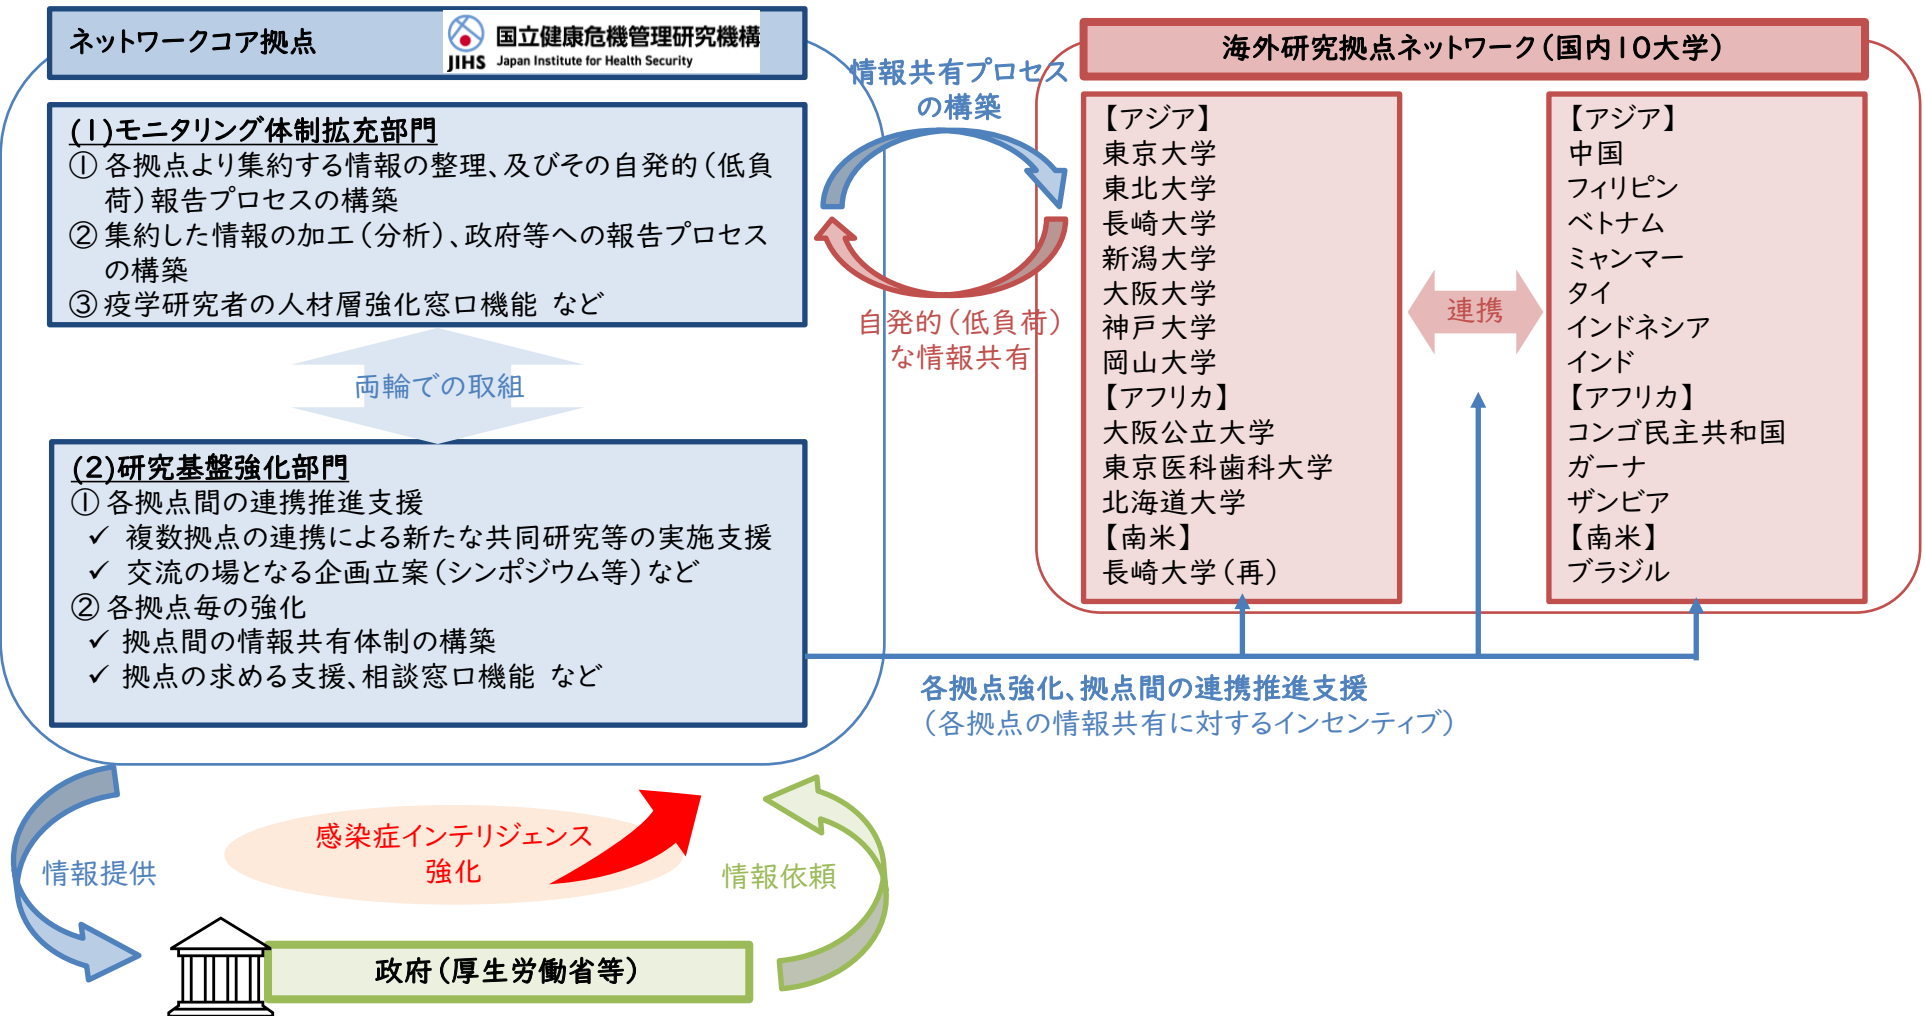 ネットワークコア拠点
国立健康危機管理研究機構
JIHS Japan Institute for Health Security
(1)モニタリング体制拡充部門
① 各拠点より集約する情報の整理、及びその自発的（低負
荷）報告プロセスの構築
② 集約した情報の加工（分析）、政府等への報告プロセス
の構築
③ 疫学研究者の人材層強化窓口機能 など
両輪での取組
(2)研究基盤強化部門
① 各拠点間の連携推進支援
✓ 複数拠点の連携による新たな共同研究等の実施支援
✓ 交流の場となる企画立案（シンポジウム等）など
② 各拠点毎の強化
✓ 拠点間の情報共有体制の構築
✓ 拠点の求める支援、相談窓口機能 など
情報共有プロセス
の構築
自発的（低負荷）
な情報共有
海外研究拠点ネットワーク（国内10大学）
【アジア】
東京大学
東北大学
長崎大学
新潟大学
大阪大学
神戸大学
岡山大学
【アフリカ】
大阪公立大学
東京医科歯科大学
北海道大学
【南米】
長崎大学（再）
連携
【アジア】
中国
フィリピン
ベトナム
ミャンマー
タイ
インドネシア
インド
【アフリカ】
コンゴ民主共和国
ガーナ
ザンビア
【南米】
ブラジル
各拠点強化、拠点間の連携推進支援
（各拠点の情報共有に対するインセンティブ）
感染症インテリジェンス
強化
情報提供
情報依頼
政府（厚生労働省等）